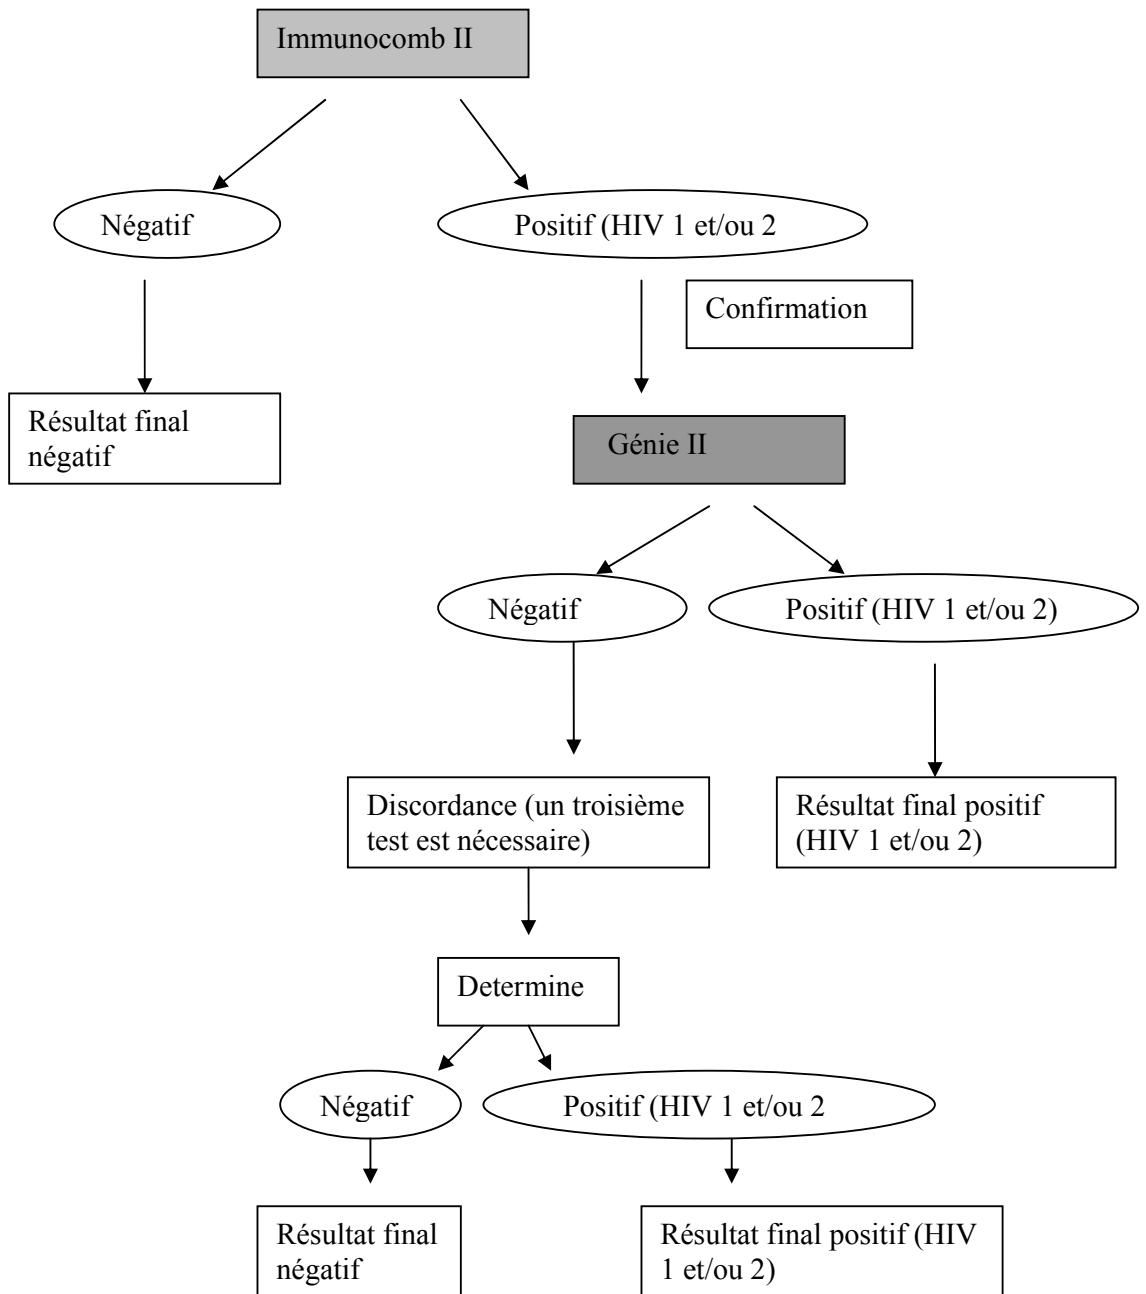 Immunocomb II
Négatif
Positif (HIV 1 et/ou 2
Confirmation
Résultat final
négatif
Génie II
Négatif
Positif (HIV 1 et/ou 2)
Discordance (un troisième
test est nécessaire)
Résultat final positif
(HIV 1 et/ou 2)
Determine
Négatif
Positif (HIV 1 et/ou 2
Résultat final
négatif
Résultat final positif (HIV
1 et/ou 2)